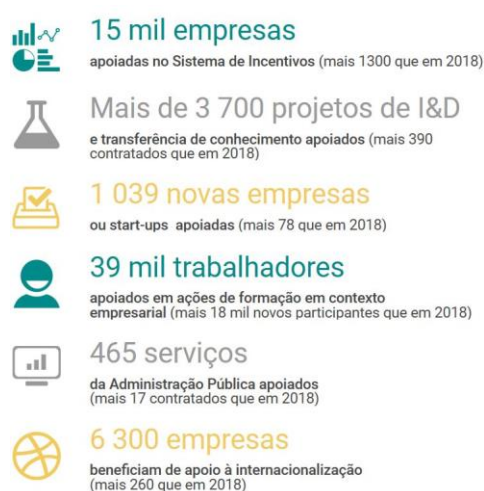 15 mil empresas
apoiadas no Sistema de Incentivos (mais 1300 que em 2018)
Mais de 3 700 projetos de I&D
e transferência de conhecimento apoiados (mais 390
contratados que em 2018)
1 039 novas empresas
ou start-ups apoiadas (mais 78 que em 2018)
39 mil trabalhadores
apoiados em ações de formação em contexto
empresarial (mais 18 mil novos participantes que em 2018)
465 serviços
da Administração Pública apoiados
(mais 17 contratados que em 2018)
6 300 empresas
beneficiam de apoio à internacionalização
(mais 260 que em 2018)